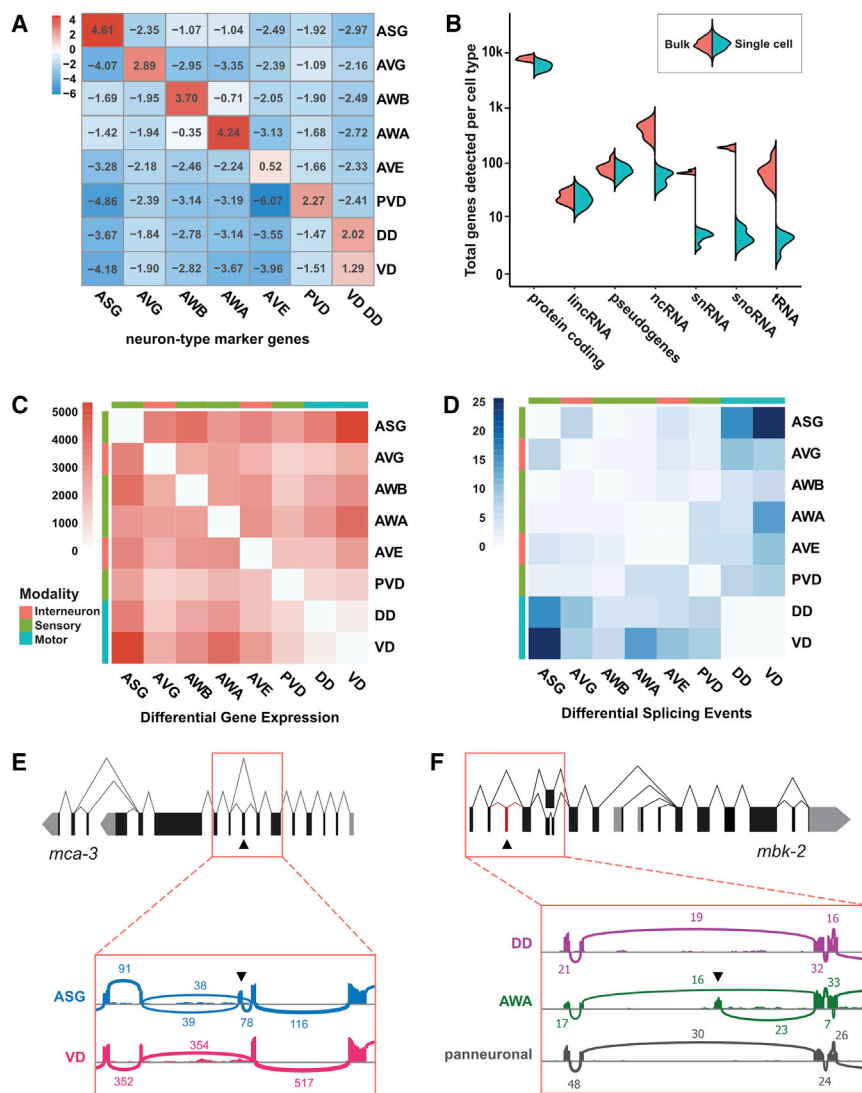 A
4
2
0
−2
−4
−6
4.61 −2.35 −1.07 −1.04 −2.49 −1.92 −2.97 ASG
−4.07 2.89 −2.95 −3.35 −2.39 −1.09 −2.16 AVG
−1.69 −1.95 3.70 −0.71 −2.05 −1.90 −2.49 AWB
−1.42 −1.94 −0.35 4.24 −3.13 −1.68 −2.72 AWA
−3.28 −2.18 −2.46 −2.24 0.52 −1.66 −2.33 AVE
−4.86 −2.39 −3.14 −3.19 −6.07 2.27 −2.41 PVD
−3.67 −1.84 −2.78 −3.14 −3.55 −1.47 2.02 DD
−4.18 −1.90 −2.82 −3.67 −3.96 −1.51 1.29 VD
ASG AVG AWB AWA AVE PVD VD DD
neuron-type marker genes
B
Total genes detected per cell type
10k
1k
100
10
0
Bulk Single cell
protein coding lincRNA pseudogenes ncRNA snRNA snoRNA tRNA
C
5000
4000
3000
2000
1000
0
ASG
AVG
AWB
AWA
AVE
PVD
DD
VD
Modality
Interneuron
Sensory
Motor
ASG AVG AWB AWA AVE PVD DD VD
Differential Gene Expression
D
25
20
15
10
5
0
ASG
AVG
AWB
AWA
AVE
PVD
DD
VD
ASG AVG AWB AWA AVE PVD DD VD
Differential Splicing Events
E
mca-3
91
38
ASG
39 78 116
354
VD
352 517
F
mbk-2
19 16
DD
21 32
16 33
AWA
17 23 7
30 26
panneuronal
48 24